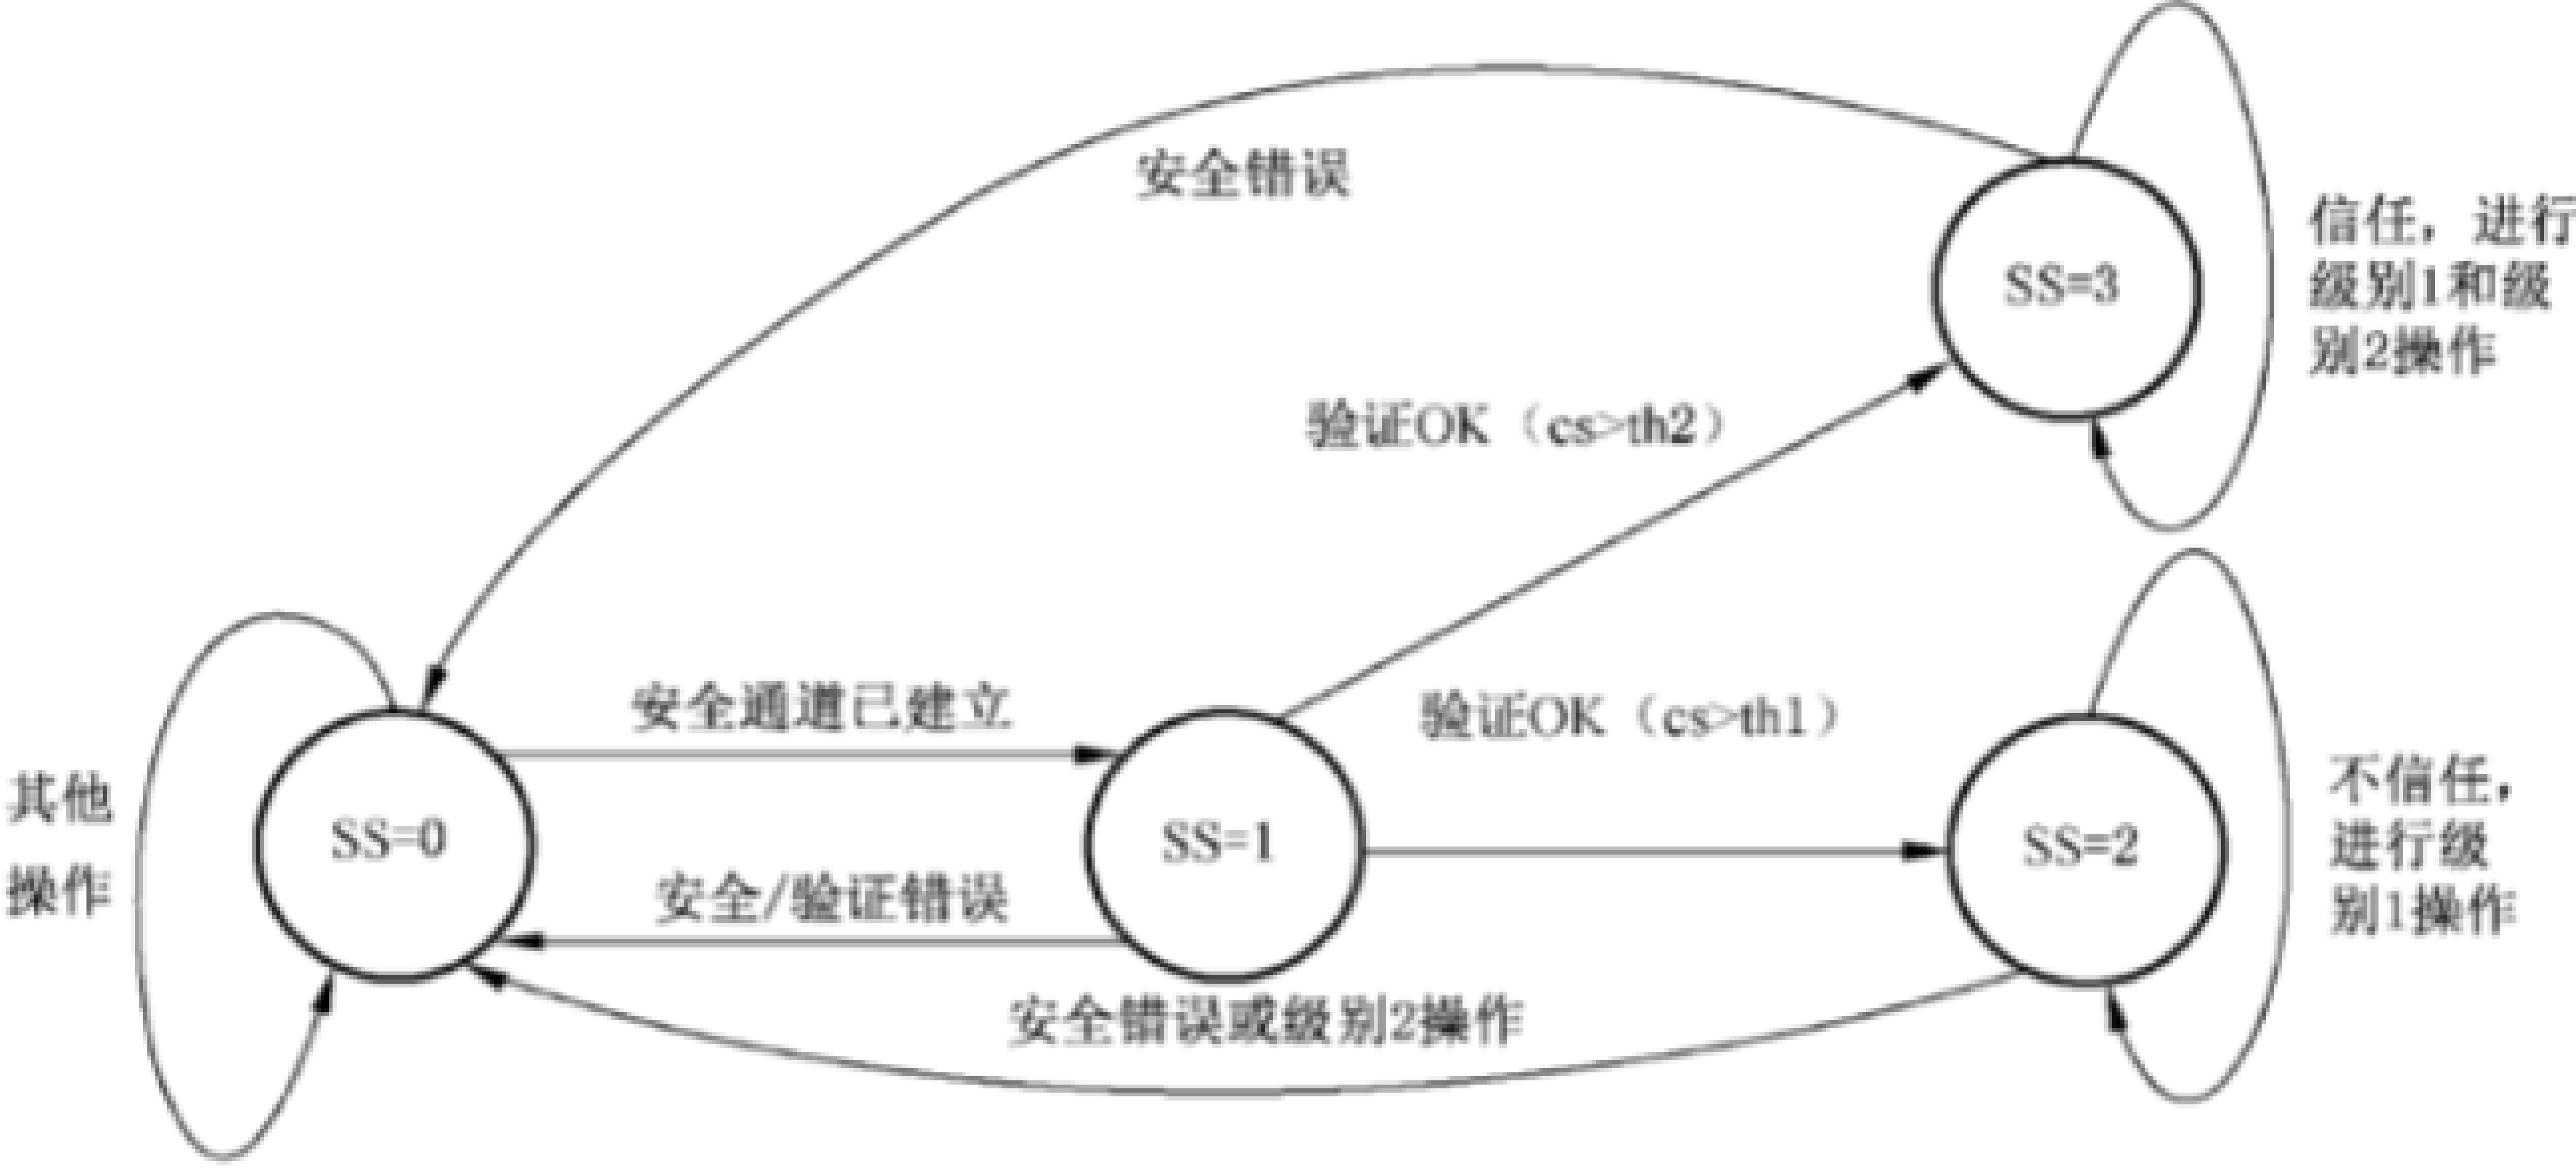 安全错误
信任，进行
级别1和级
别2操作
SS=3
验证OK（cs>th2）
安全通道已建立
验证OK（cs>th1）
其他
操作
SS=0
SS=1
SS=2
不信任，
进行级
别1操作
安全/验证错误
安全错误或级别2操作